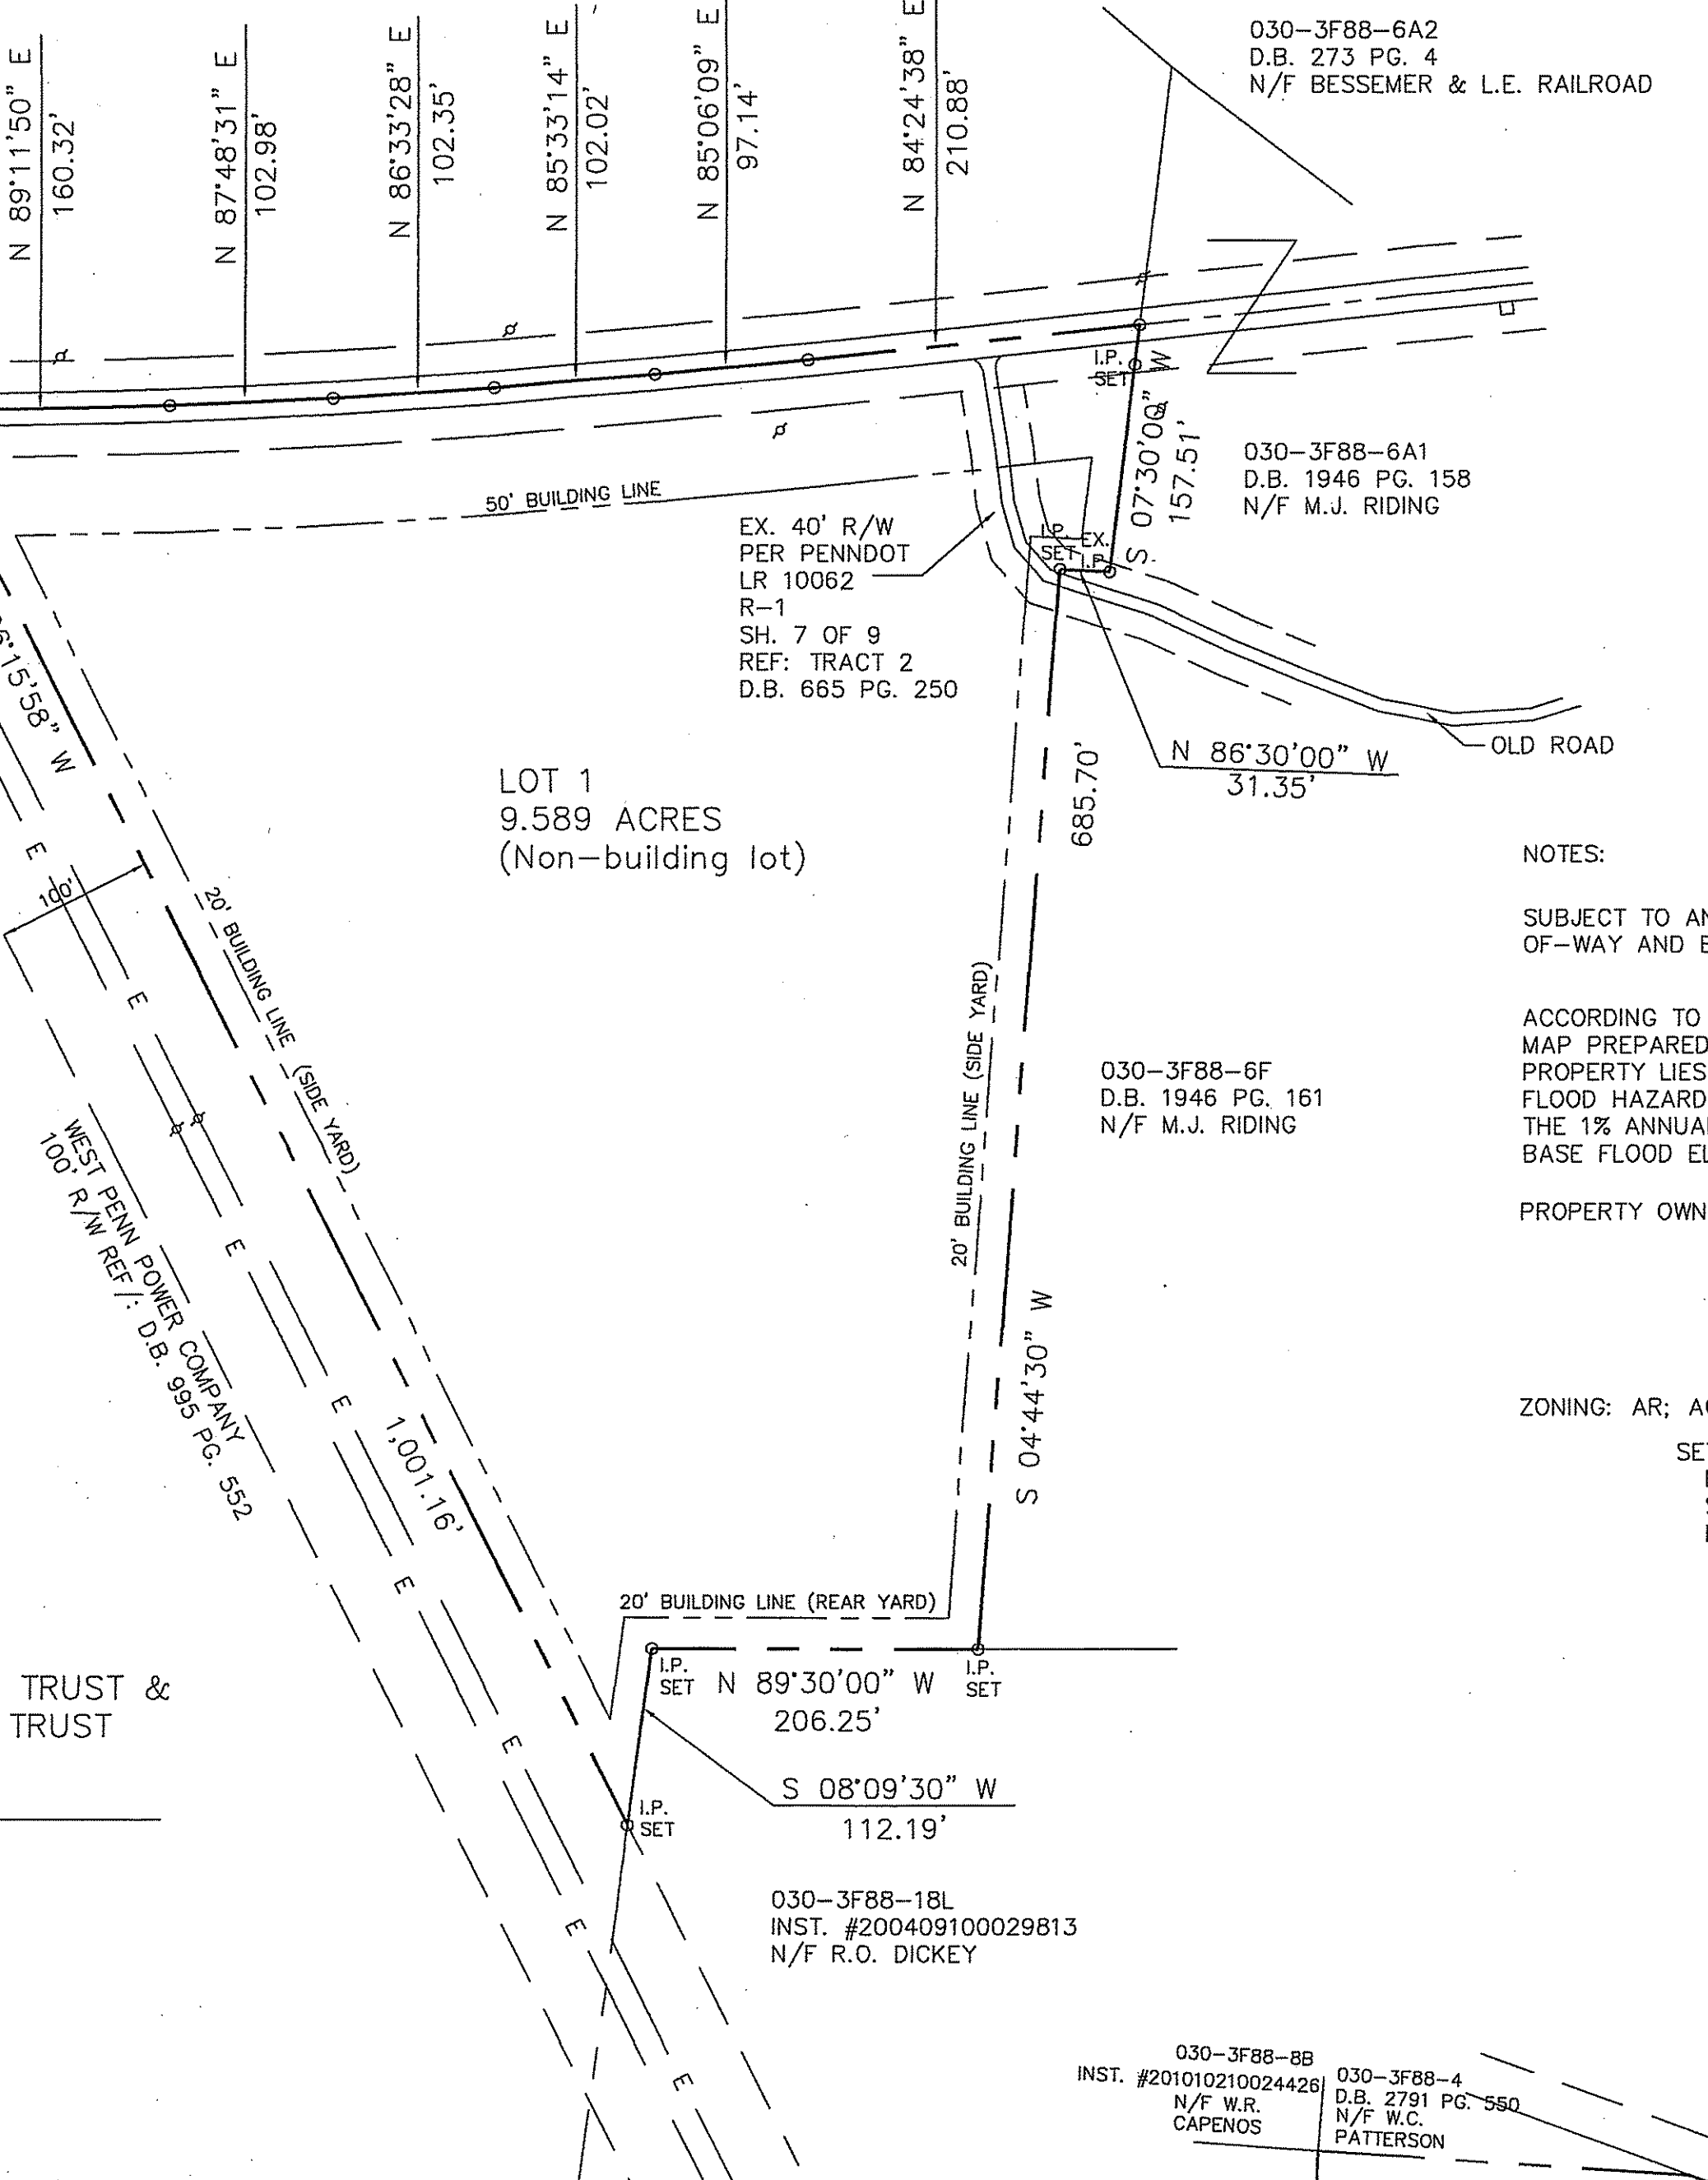 N 89°11'50" E
160.32'
N 87°48'31" E
102.98'
N 86°33'28" E
102.35'
N 85°33'14" E
102.02'
N 85°06'09" E
97.14'
N 84°24'38" E
210.88'
030-3F88-6A2
D.B. 273 PG. 4
N/F BESSEMER & L.E. RAILROAD
I.P.
SET
S 07°30'00" W
157.51'
030-3F88-6A1
D.B. 1946 PG. 158
N/F M.J. RIDING
50' BUILDING LINE
EX. 40' R/W
PER PENNDOT
LR 10062
R-1
SH. 7 OF 9
REF: TRACT 2
D.B. 665 PG. 250
I.P.
SET
EX.
I.P.
N 86°30'00" W
31.35'
OLD ROAD
6°15'58" W
LOT 1
9.589 ACRES
(Non-building lot)
685.70'
100'
20' BUILDING LINE (SIDE YARD)
20' BUILDING LINE (SIDE YARD)
S 04°44'30" W
030-3F88-6F
D.B. 1946 PG. 161
N/F M.J. RIDING
NOTES:
SUBJECT TO AN
OF-WAY AND
ACCORDING TO
MAP PREPARED
PROPERTY LIES
FLOOD HAZARD
THE 1% ANNUA
BASE FLOOD
PROPERTY OWN
ZONING: AR;
SE
WEST PENN POWER COMPANY
100' R/W REF/: D.B. 995 PG. 552
1,001.16'
E E E E E E E E E E
20' BUILDING LINE (REAR YARD)
I.P.
SET
N 89°30'00" W
206.25'
I.P.
SET
S 08°09'30" W
112.19'
I.P.
SET
TRUST &
TRUST
030-3F88-18L
INST. #200409100029813
N/F R.O. DICKEY
030-3F88-8B
INST. #201010210024426
N/F W.R.
CAPENOS
030-3F88-4
D.B. 2791 PG. 550
N/F W.C.
PATTERSON